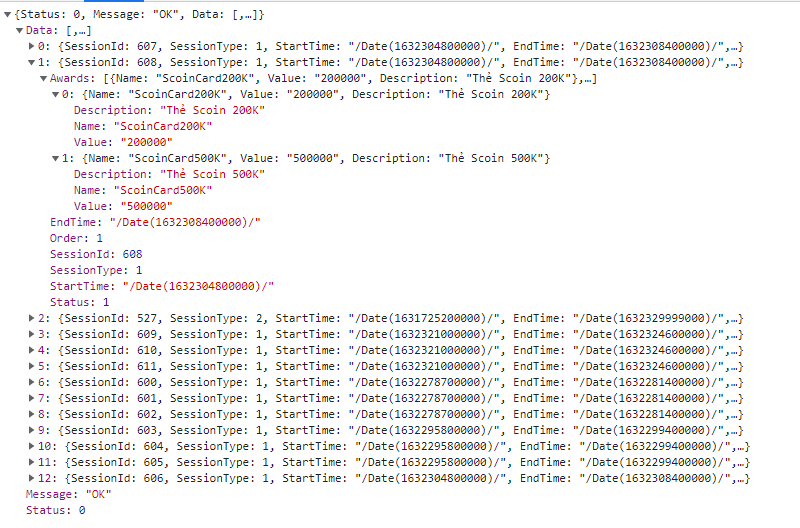 {Status: 0, Message: "OK", Data: [,…]}
Data: [,…]
0: {SessionId: 607, SessionType: 1, StartTime: "/Date(1632304800000)/", EndTime: "/Date(1632308400000)/",…}
1: {SessionId: 608, SessionType: 1, StartTime: "/Date(1632304800000)/", EndTime: "/Date(1632308400000)/",…}
Awards: [{Name: "ScoinCard200K", Value: "200000", Description: "Thẻ Scoin 200K"},…]
0: {Name: "ScoinCard200K", Value: "200000", Description: "Thẻ Scoin 200K"}
Description: "Thẻ Scoin 200K"
Name: "ScoinCard200K"
Value: "200000"
1: {Name: "ScoinCard500K", Value: "500000", Description: "Thẻ Scoin 500K"}
Description: "Thẻ Scoin 500K"
Name: "ScoinCard500K"
Value: "500000"
EndTime: "/Date(1632308400000)/"
Order: 1
SessionId: 608
SessionType: 1
StartTime: "/Date(1632304800000)/"
Status: 1
2: {SessionId: 527, SessionType: 2, StartTime: "/Date(1631725200000)/", EndTime: "/Date(1632329999000)/",…}
3: {SessionId: 609, SessionType: 1, StartTime: "/Date(1632321000000)/", EndTime: "/Date(1632324600000)/",…}
4: {SessionId: 610, SessionType: 1, StartTime: "/Date(1632321000000)/", EndTime: "/Date(1632324600000)/",…}
5: {SessionId: 611, SessionType: 1, StartTime: "/Date(1632321000000)/", EndTime: "/Date(1632324600000)/",…}
6: {SessionId: 600, SessionType: 1, StartTime: "/Date(1632278700000)/", EndTime: "/Date(1632281400000)/",…}
7: {SessionId: 601, SessionType: 1, StartTime: "/Date(1632278700000)/", EndTime: "/Date(1632281400000)/",…}
8: {SessionId: 602, SessionType: 1, StartTime: "/Date(1632278700000)/", EndTime: "/Date(1632281400000)/",…}
9: {SessionId: 603, SessionType: 1, StartTime: "/Date(1632295800000)/", EndTime: "/Date(1632299400000)/",…}
10: {SessionId: 604, SessionType: 1, StartTime: "/Date(1632295800000)/", EndTime: "/Date(1632299400000)/",…}
11: {SessionId: 605, SessionType: 1, StartTime: "/Date(1632295800000)/", EndTime: "/Date(1632299400000)/",…}
12: {SessionId: 606, SessionType: 1, StartTime: "/Date(1632304800000)/", EndTime: "/Date(1632308400000)/",…}
Message: "OK"
Status: 0